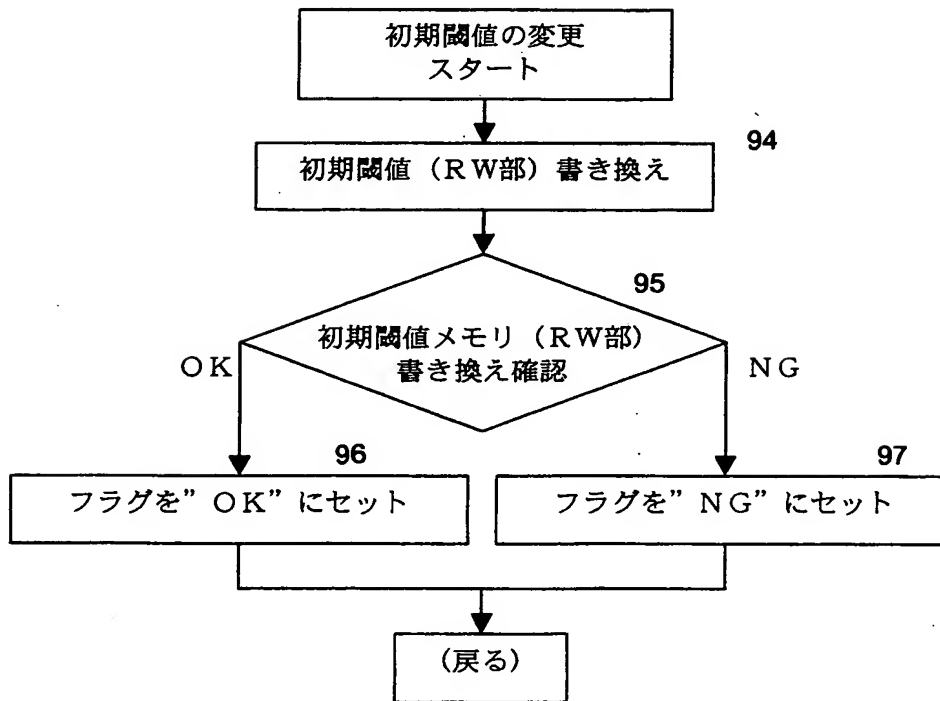 初期閾値の変更
スタート
94
初期閾値（ＲＷ部）書き換え
95
初期閾値メモリ（ＲＷ部）
書き換え確認
ＯＫ
ＮＧ
96
97
フラグを”ＯＫ”にセット
フラグを”ＮＧ”にセット
(戻る)